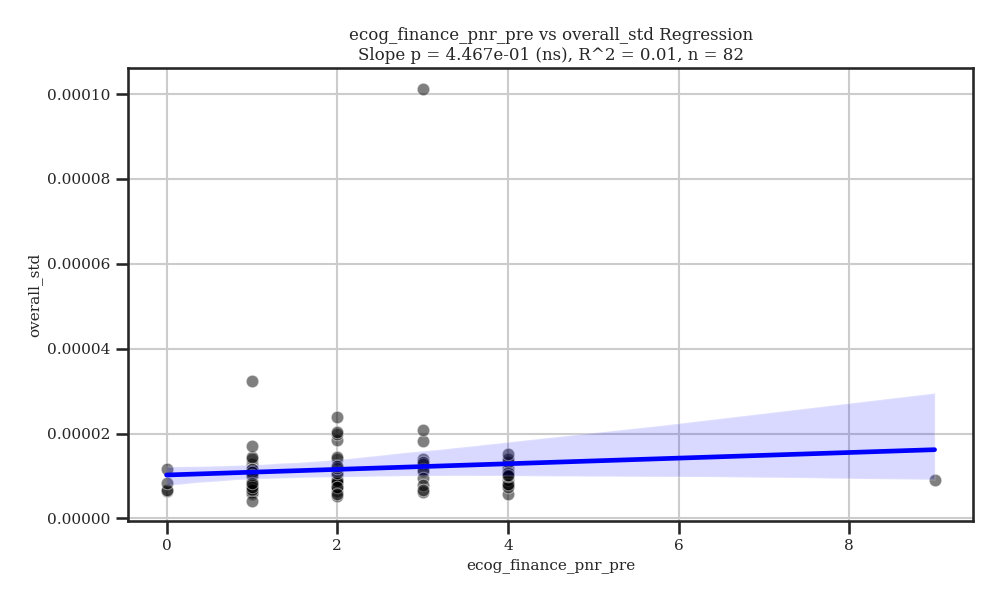 ecog_finance_pnr_pre vs overall_std Regression
Slope p = 4.467e-01 (ns), R^2 = 0.01, n = 82
0.00010
0.00008
0.00006
0.00004
0.00002
0.00000
overall_std
0 2 4 6 8
ecog_finance_pnr_pre